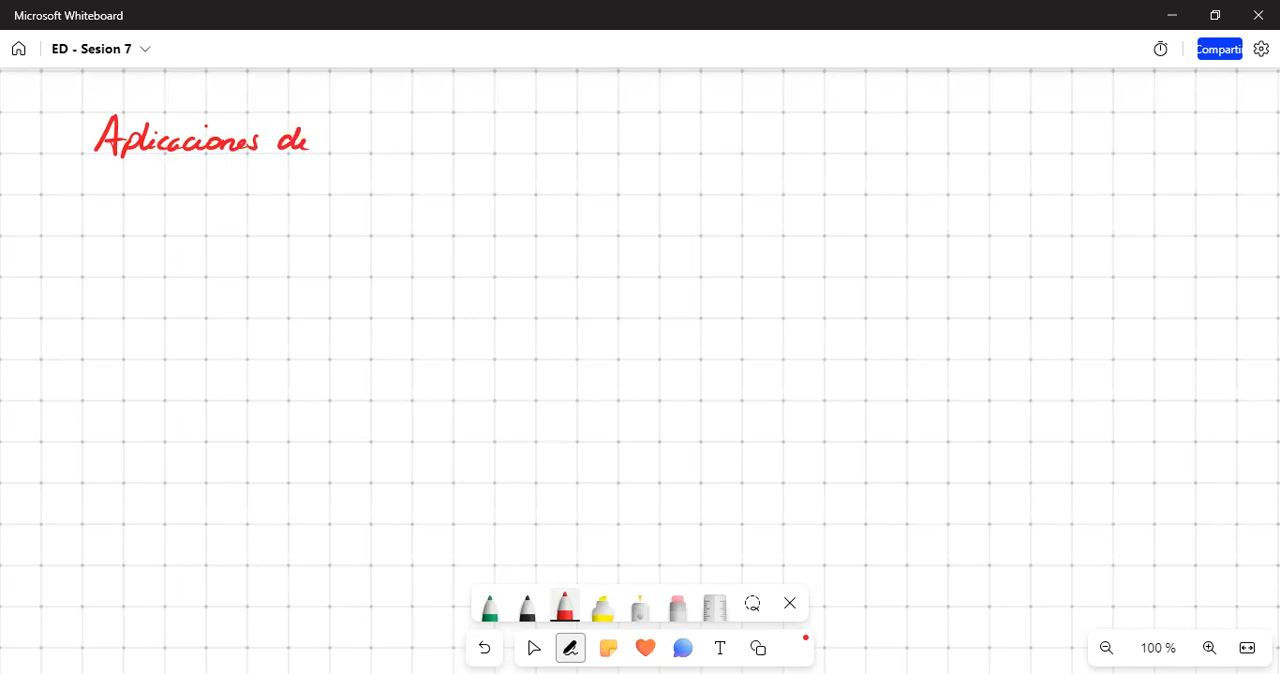 Microsoft Whiteboard
ED - Sesion 7
Comparti
Aplicaciones de
T
100 %